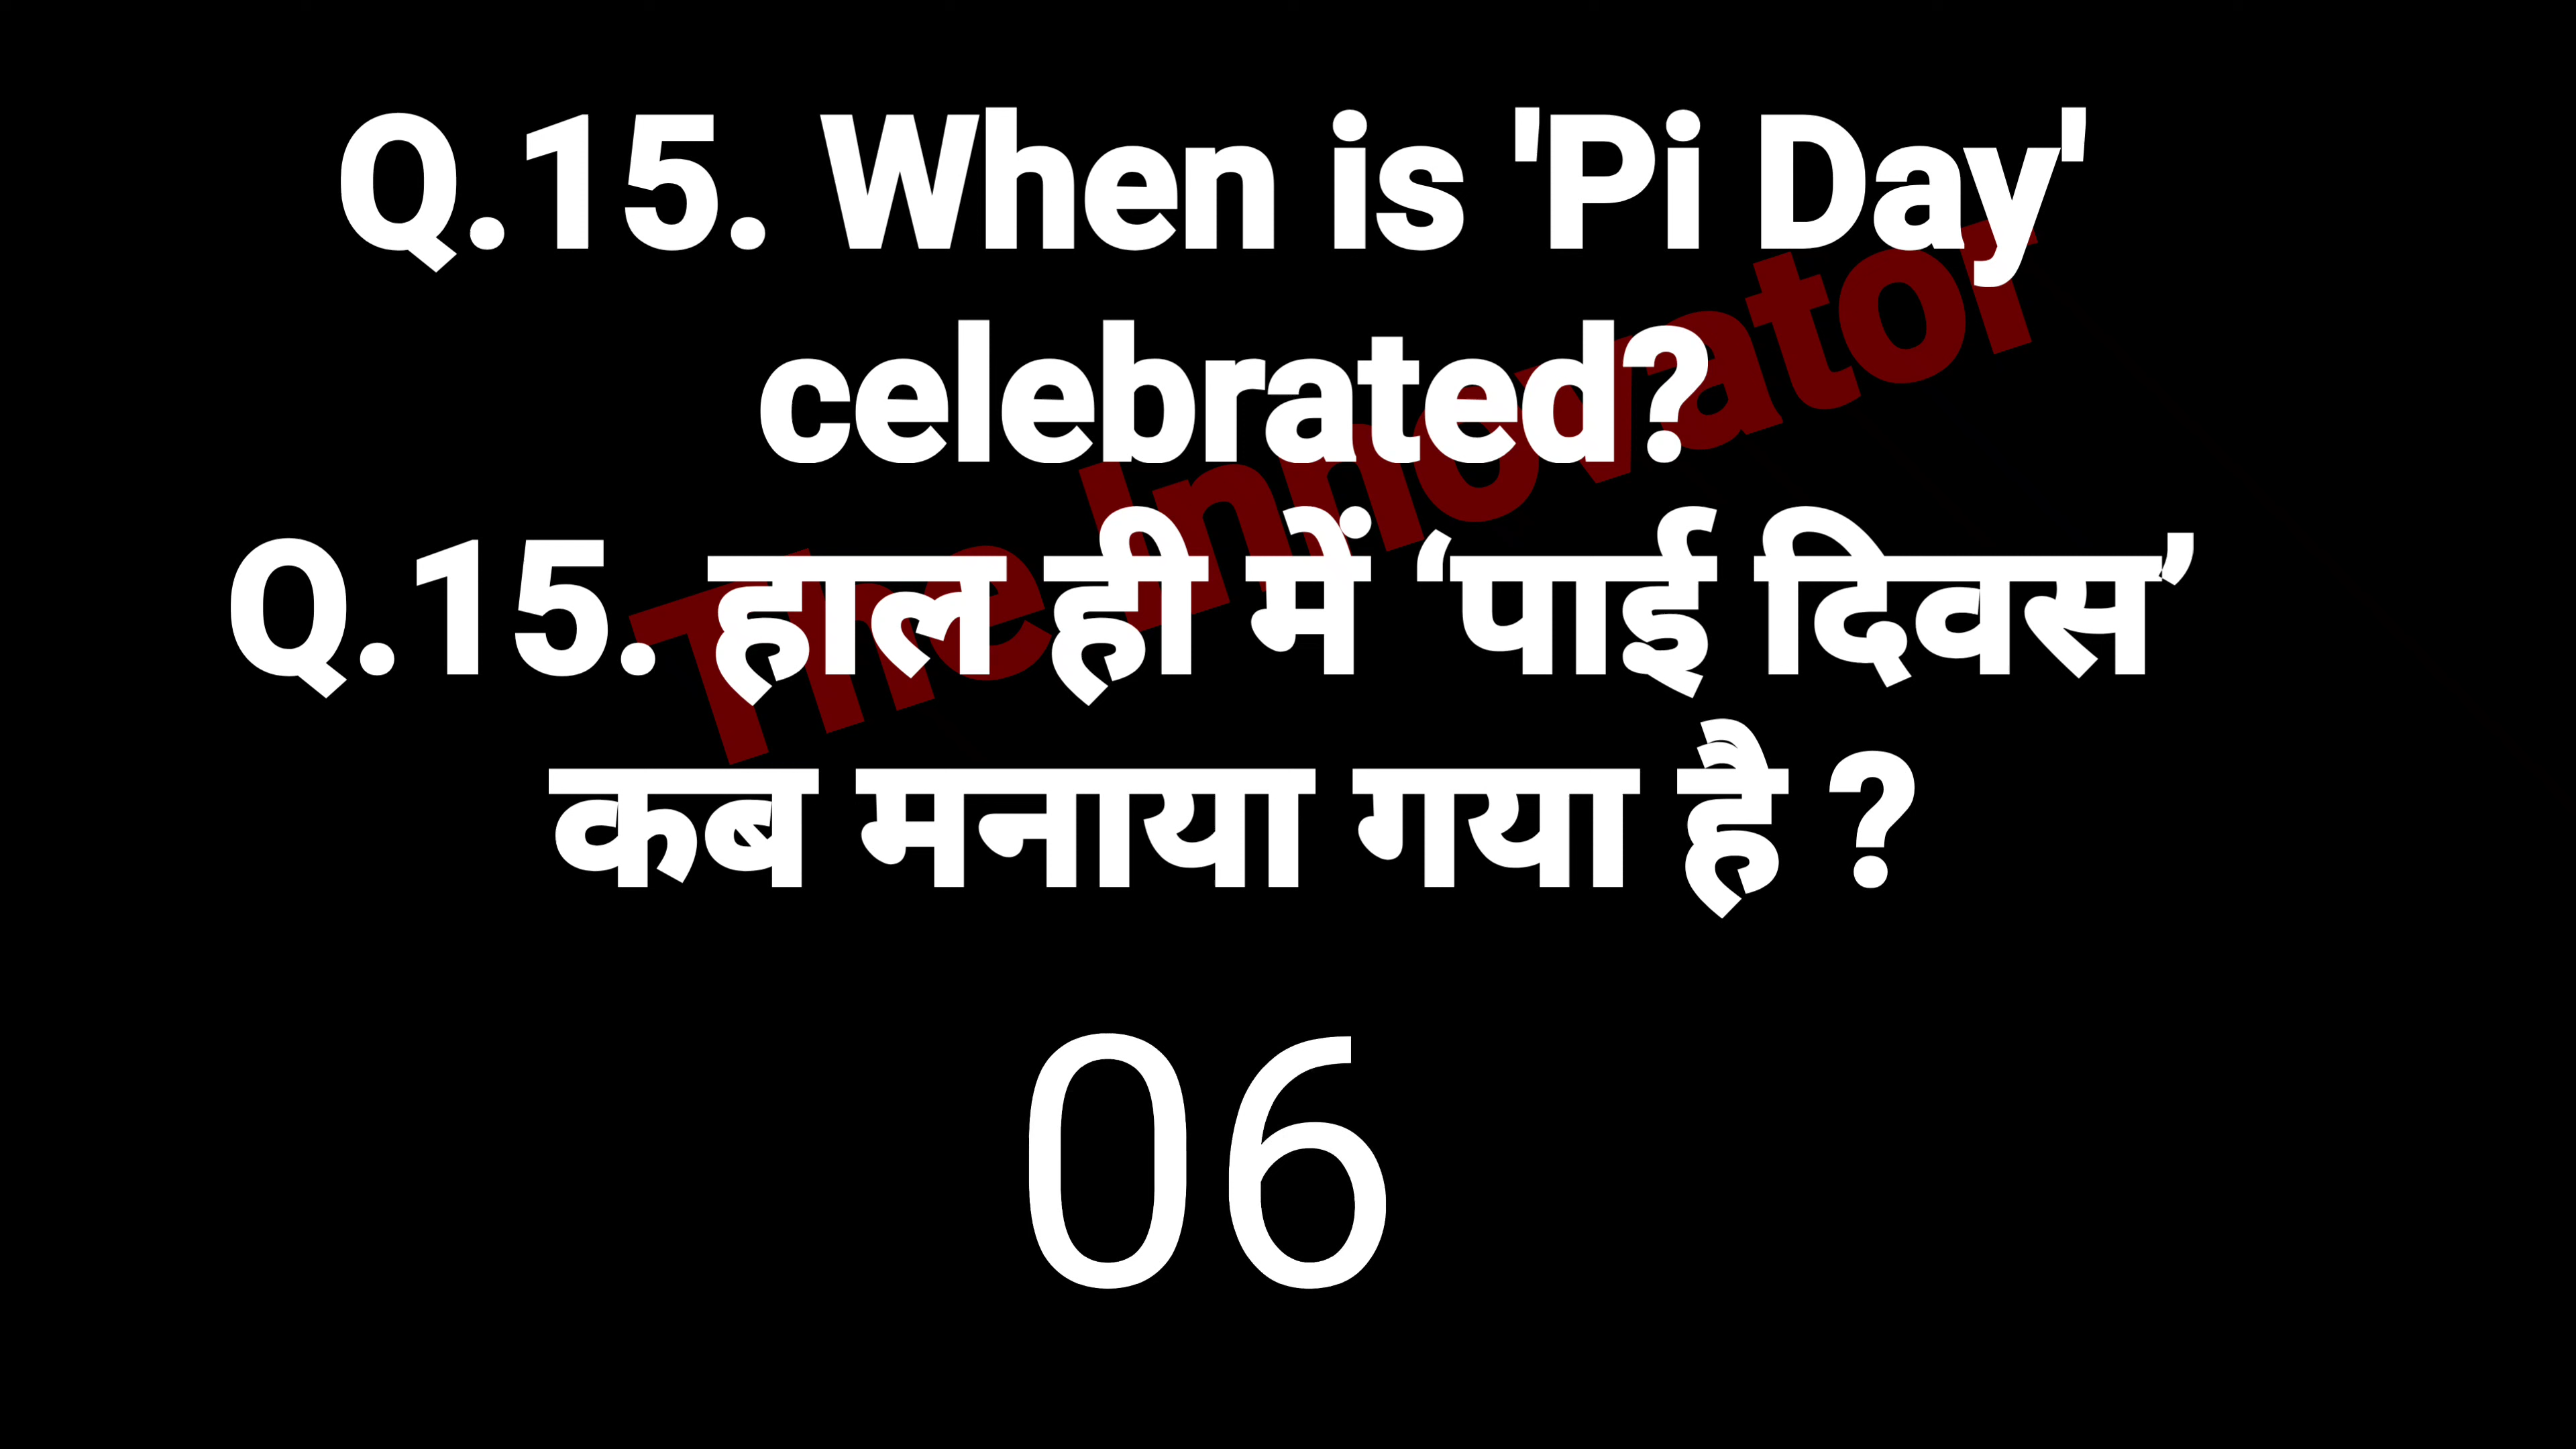 Q.15. When is 'Pi Day'
celebrated?
The Innovator
Q.15. हाल ही में ‘पाई दिवस’
कब मनाया गया है ?
06